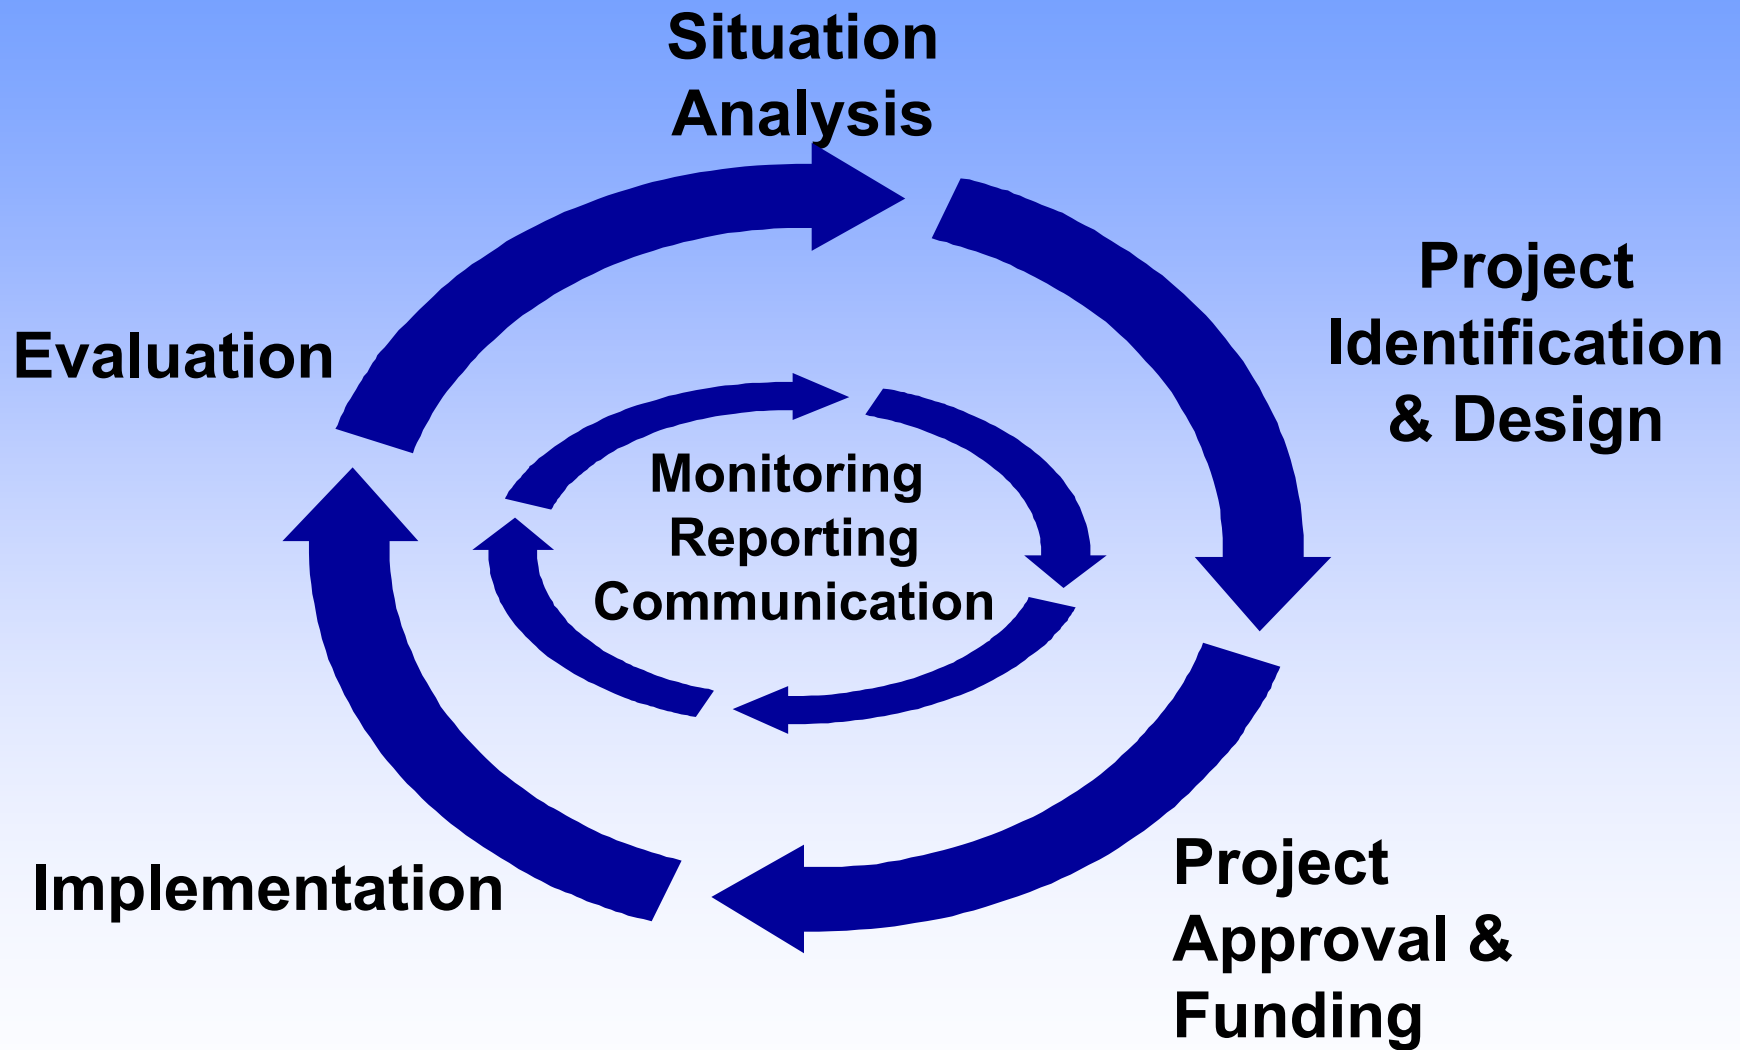 Situation
Analysis
Project
Identification
& Design
Evaluation
Monitoring
Reporting
Communication
Implementation
Project
Approval &
Funding